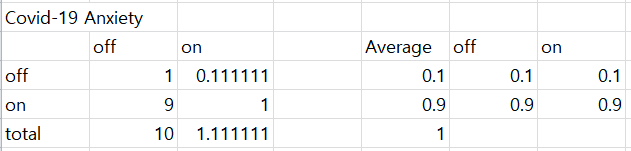 Covid-19 Anxiety
off on Average off on
off 1 0.111111 0.1 0.1 0.1
on 9 1 0.9 0.9 0.9
total 10 1.111111 1